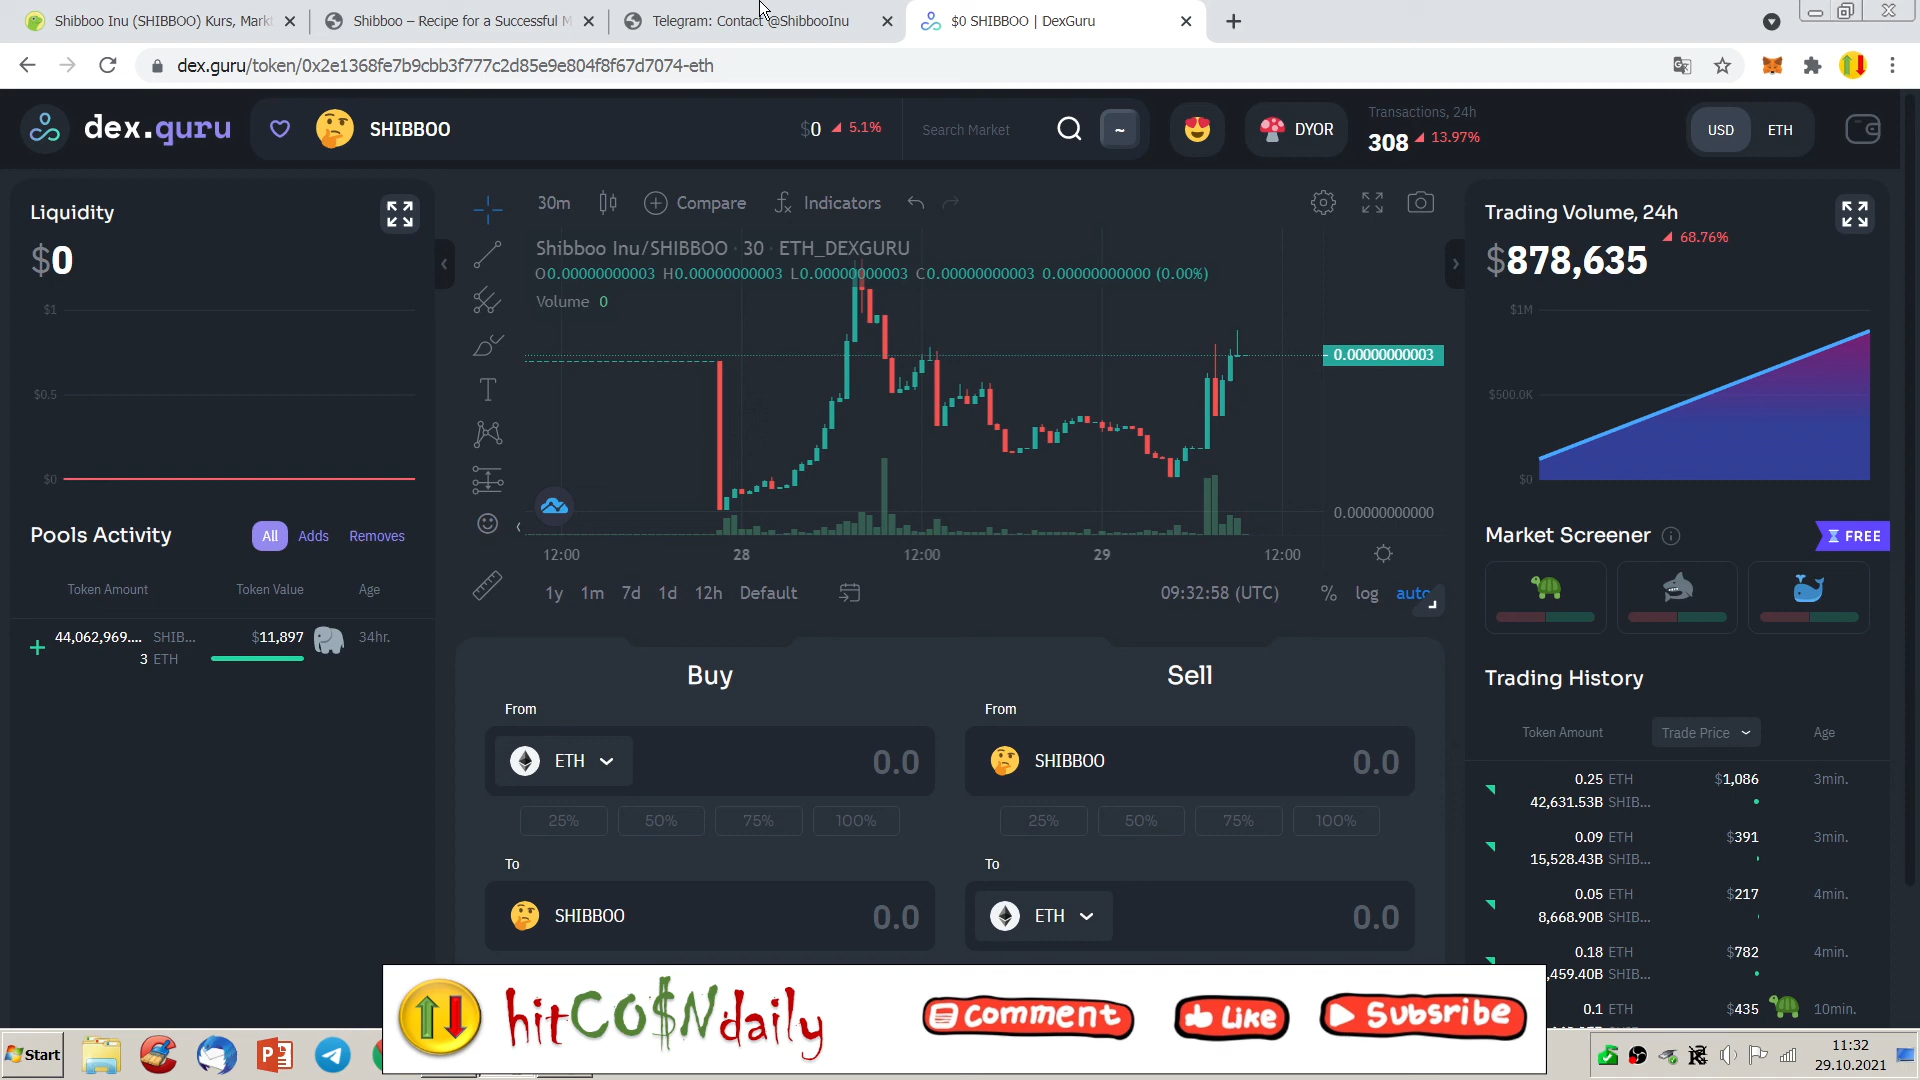 Shibboo Inu (SHIBBOO) Kurs, Mark
Shibboo – Recipe for a Successful M
Telegram: Contact @ShibbooInu
$0 SHIBBOO | DexGuru
dex.guru/token/0x2e1368fe7b9cbb3f777c2d85e9e804f8f67d7074-eth
dex.guru
SHIBBOO
$0 5.1%
Search Market
~
DYOR
Transactions, 24h
308 13.97%
USD
ETH
Liquidity
$0
$1
$0.5
$0
Pools Activity
All
Adds
Removes
Token Amount
Token Value
Age
44,062,969.... SHIB...
$11,897
34hr.
3 ETH
30m
Compare
Indicators
Shibboo Inu/SHIBBOO · 30 · ETH_DEXGURU
O0.00000000003 H0.00000000003 L0.00000000003 C0.00000000003 0.00000000000 (0.00%)
Volume 0
0.00000000003
0.00000000000
12:00
28
12:00
29
12:00
1y
1m
7d
1d
12h
Default
09:32:58 (UTC)
%
log
auto
Buy
From
ETH
0.0
25%
50%
75%
100%
To
SHIBBOO
0.0
Sell
From
SHIBBOO
0.0
25%
50%
75%
100%
To
ETH
0.0
Trading Volume, 24h
$878,635
68.76%
$1M
$500.0K
$0
Market Screener
FREE
Trading History
Token Amount
Trade Price
Age
0.25 ETH
$1,086
3min.
42,631.53B SHIB...
0.09 ETH
$391
3min.
15,528.43B SHIB...
0.05 ETH
$217
4min.
8,668.90B SHIB...
0.18 ETH
$782
4min.
,459.40B SHIB...
0.1 ETH
$435
10min.
hitCO$Ndaily
Comment
Like
Subsribe
Start
11:32
29.10.2021